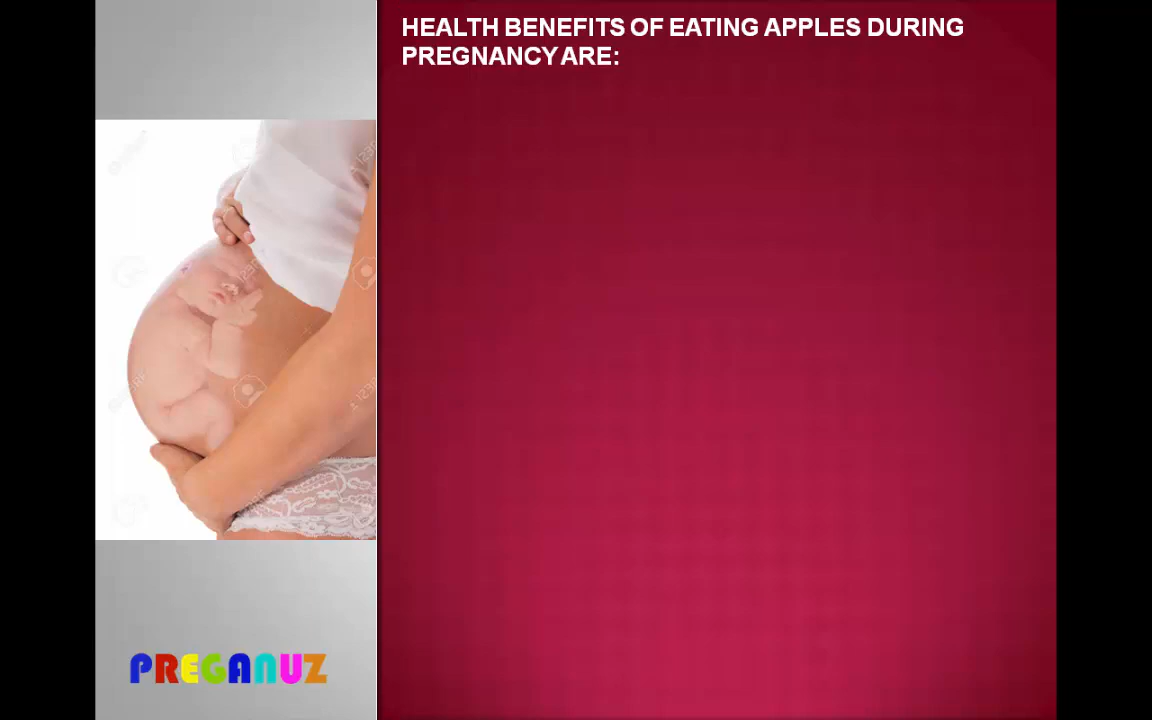 HEALTH BENEFITS OF EATING APPLES DURING
PREGNANCY ARE:
PREGANUZ